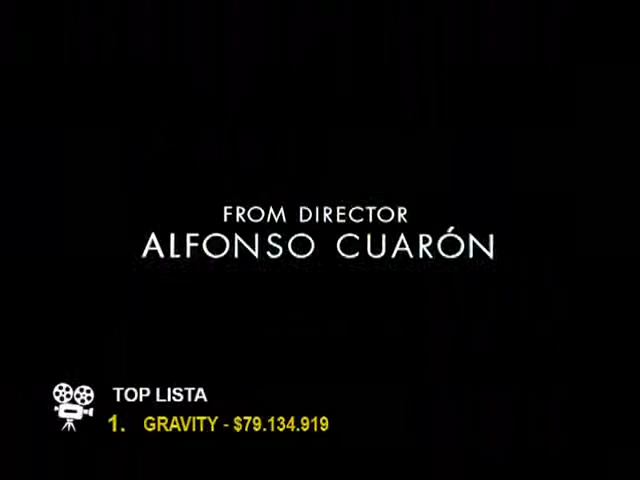 FROM DIRECTOR
ALFONSO CUARÓN
TOP LISTA
1. GRAVITY - $79.134.919